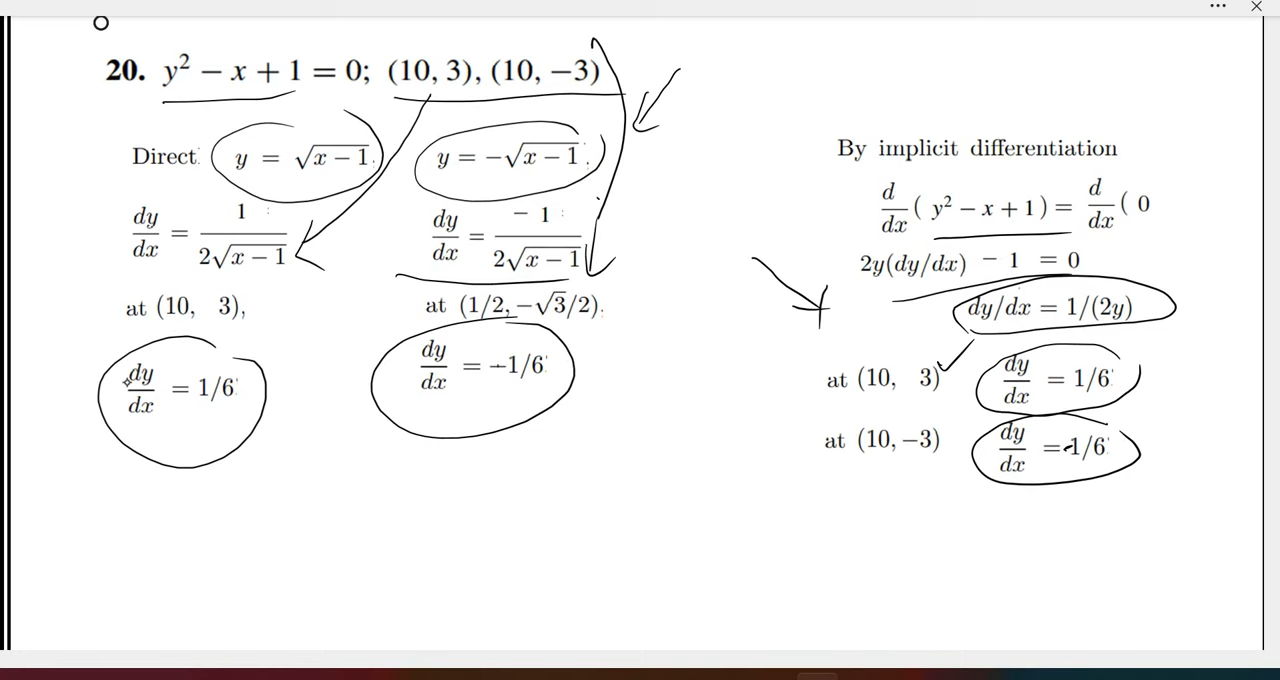 20. y² − x + 1 = 0; (10, 3), (10, −3)
Direct y = √(x − 1)
dy/dx = 1/(2√(x − 1))
at (10, 3),
dy/dx = 1/6
y = −√(x − 1)
dy/dx = −1/(2√(x − 1))
at (1/2, −√3/2).
dy/dx = −1/6
By implicit differentiation
d/dx( y² − x + 1) = d/dx( 0
2y(dy/dx) − 1 = 0
dy/dx = 1/(2y)
at (10, 3) dy/dx = 1/6
at (10, −3) dy/dx = -1/6